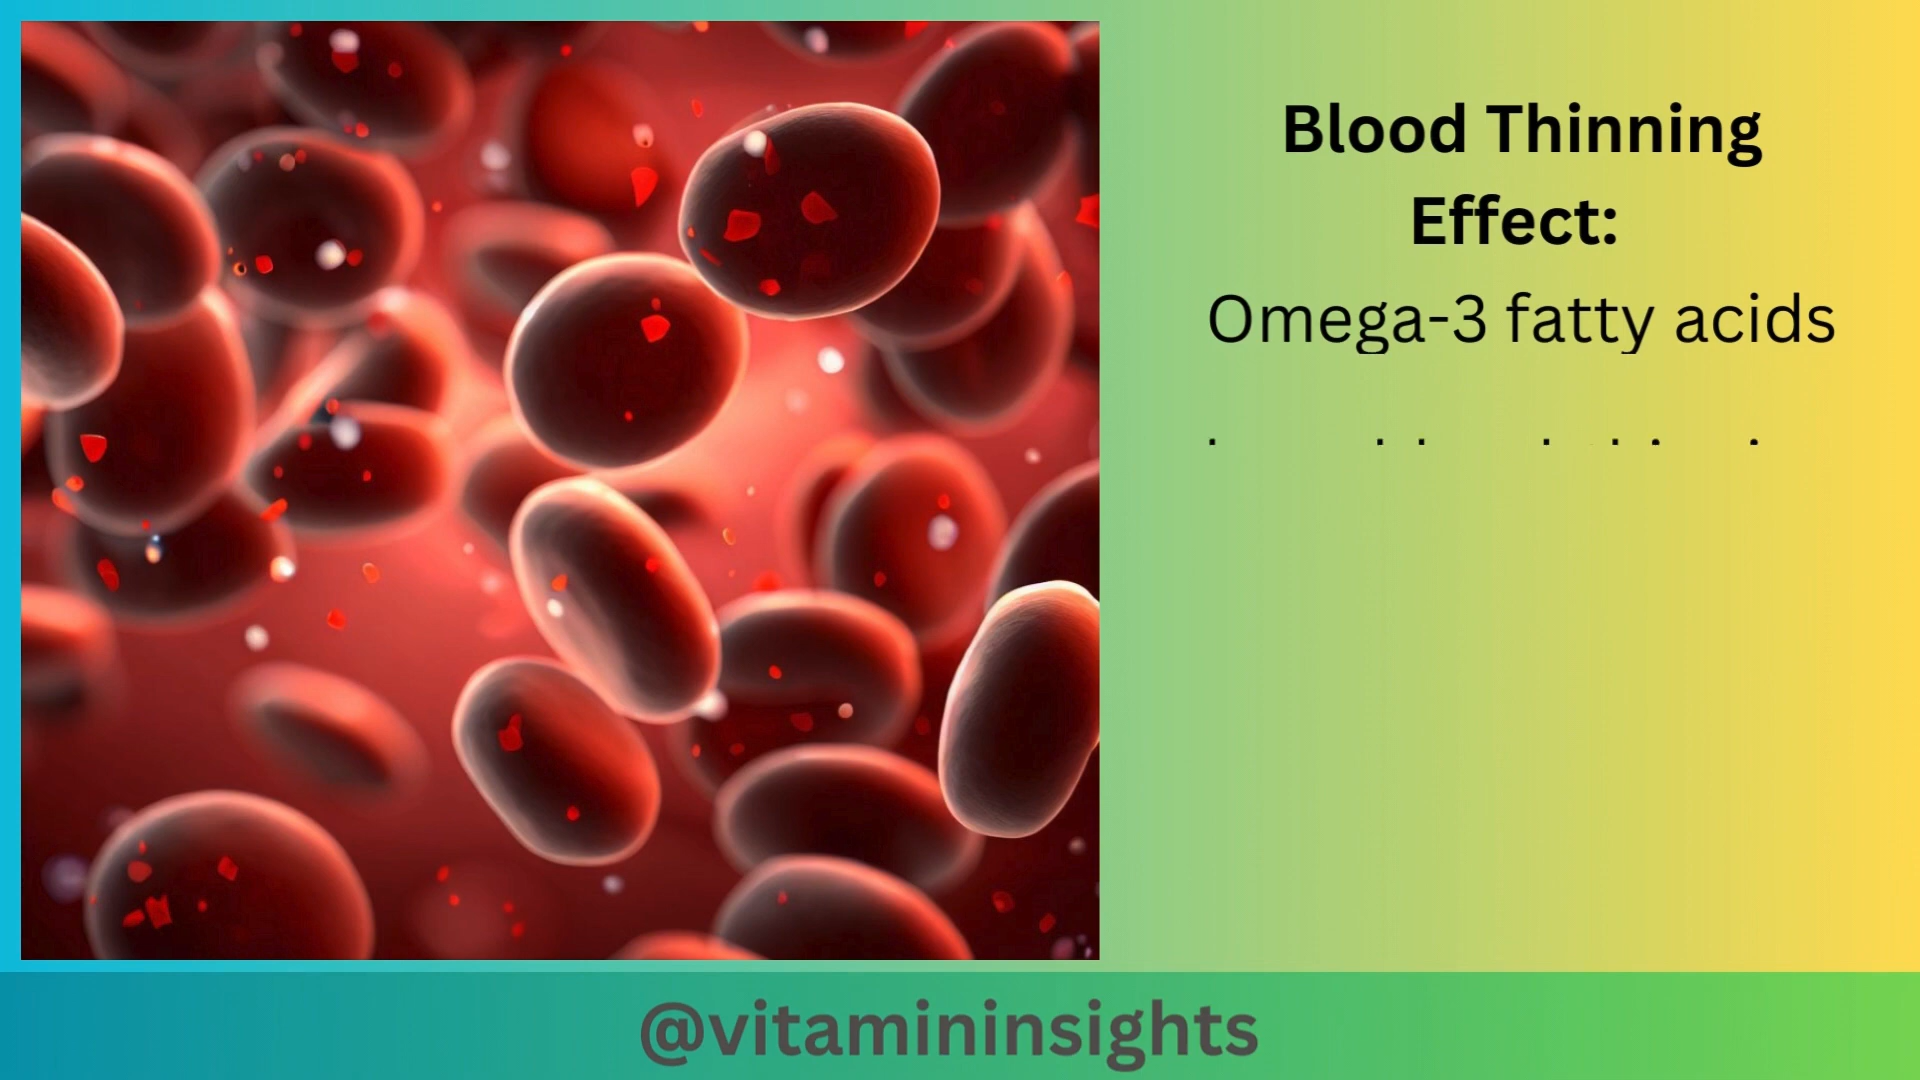 Blood Thinning
Effect:
Omega-3 fatty acids
@vitamininsights